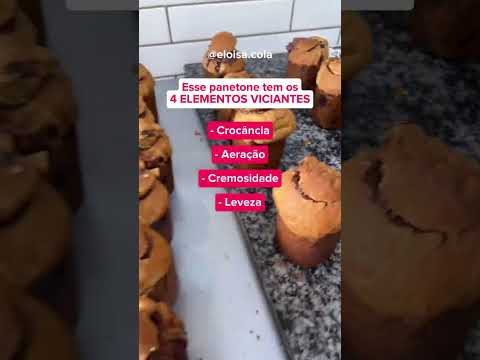 @eloisa.cola
Esse panetone tem os
4 ELEMENTOS VICIANTES
- Crocância
- Aeração
- Cremosidade
- Leveza